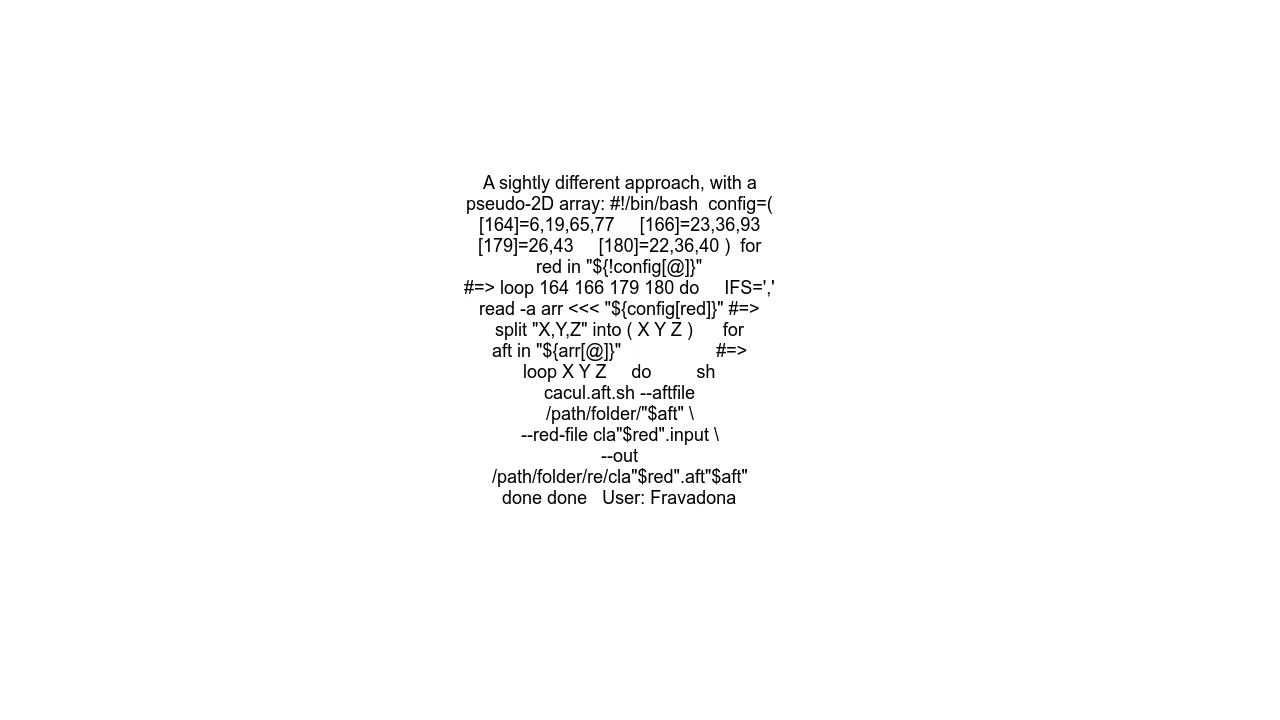 A sightly different approach, with a
pseudo-2D array: #!/bin/bash  config=(
[164]=6,19,65,77     [166]=23,36,93
[179]=26,43     [180]=22,36,40 )  for
red in "${!config[@]}"
#=> loop 164 166 179 180 do     IFS=','
read -a arr <<< "${config[red]}" #=>
split "X,Y,Z" into ( X Y Z )      for
aft in "${arr[@]}"                   #=>
loop X Y Z     do         sh
cacul.aft.sh --aftfile
/path/folder/"$aft" \
--red-file cla"$red".input \
--out
/path/folder/re/cla"$red".aft"$aft"
done done   User: Fravadona